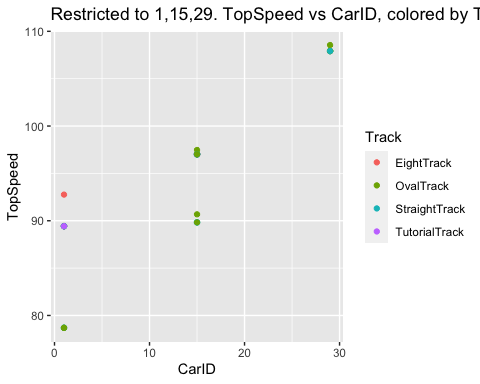 Restricted to 1,15,29. TopSpeed vs CarID, colored by T
110
100
90
80
TopSpeed
0 10 20 30
CarID
Track
EightTrack
OvalTrack
StraightTrack
TutorialTrack